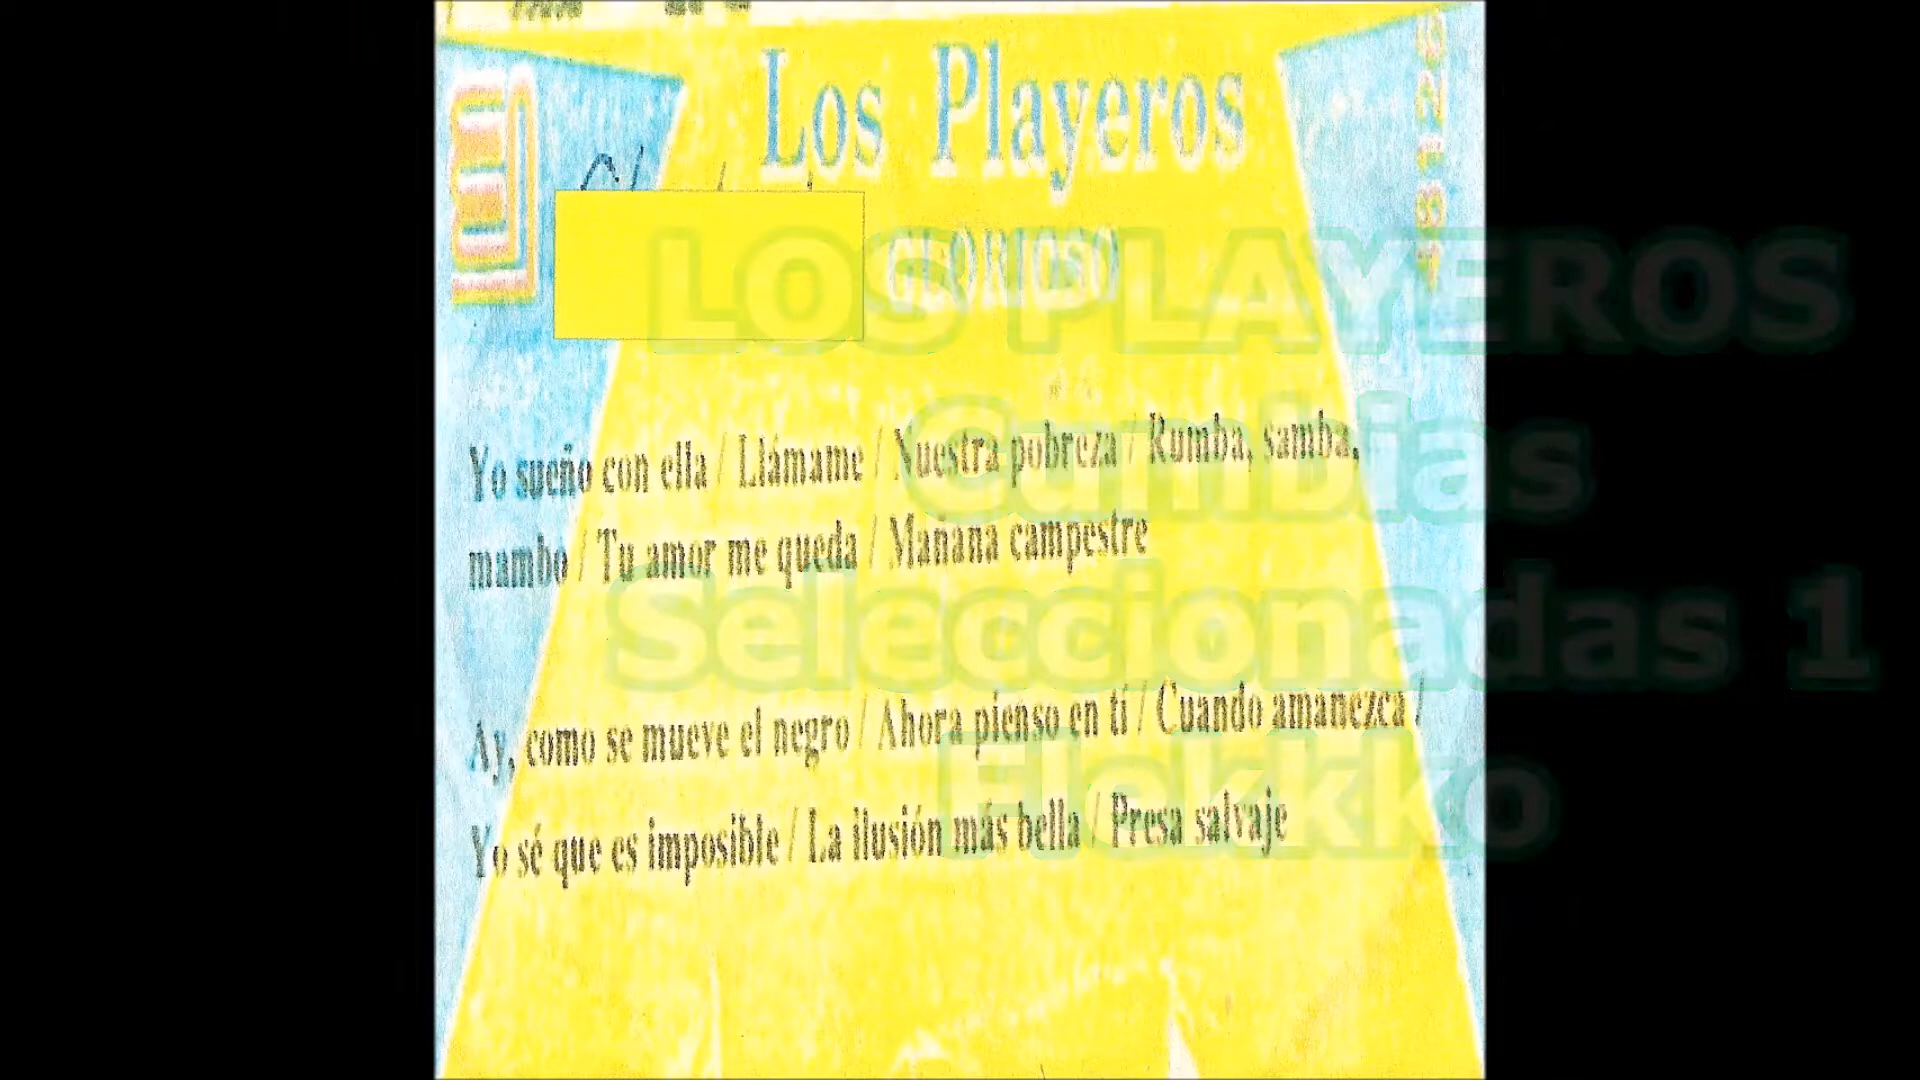 Los Playeros
GLORIOSO
Yo sueño con ella / Llámame / Nuestra pobreza / Rumba, samba,
mambo / Tu amor me queda / Mañana campestre
Ay, como se mueve el negro / Ahora pienso en ti / Cuando amanezca /
Yo sé que es imposible / La ilusión más bella / Presa salvaje
LOS PLAYEROS
Cumbias
Seleccionadas 1
Flokkko